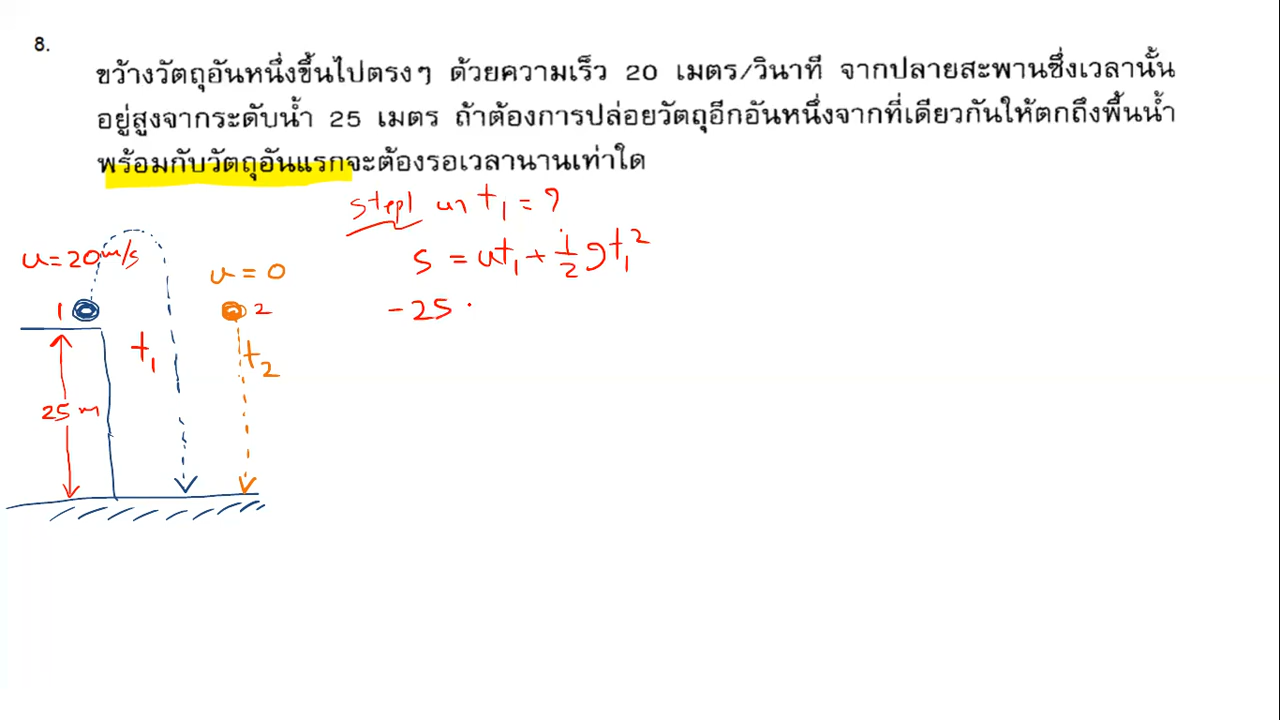 8.
ขว้างวัตถุอันหนึ่งขึ้นไปตรงๆ ด้วยความเร็ว 20 เมตร/วินาที จากปลายสะพานซึ่งเวลานั้น
อยู่สูงจากระดับน้ำ 25 เมตร ถ้าต้องการปล่อยวัตถุอีกอันหนึ่งจากที่เดียวกันให้ตกถึงพื้นน้ำ
พร้อมกับวัตถุอันแรกจะต้องรอเวลานานเท่าใด
step1 หา t₁ = ?
s = ut₁ + ½gt₁²
-25
u = 20 m/s
u = 0
1
2
t₁
t₂
25 m